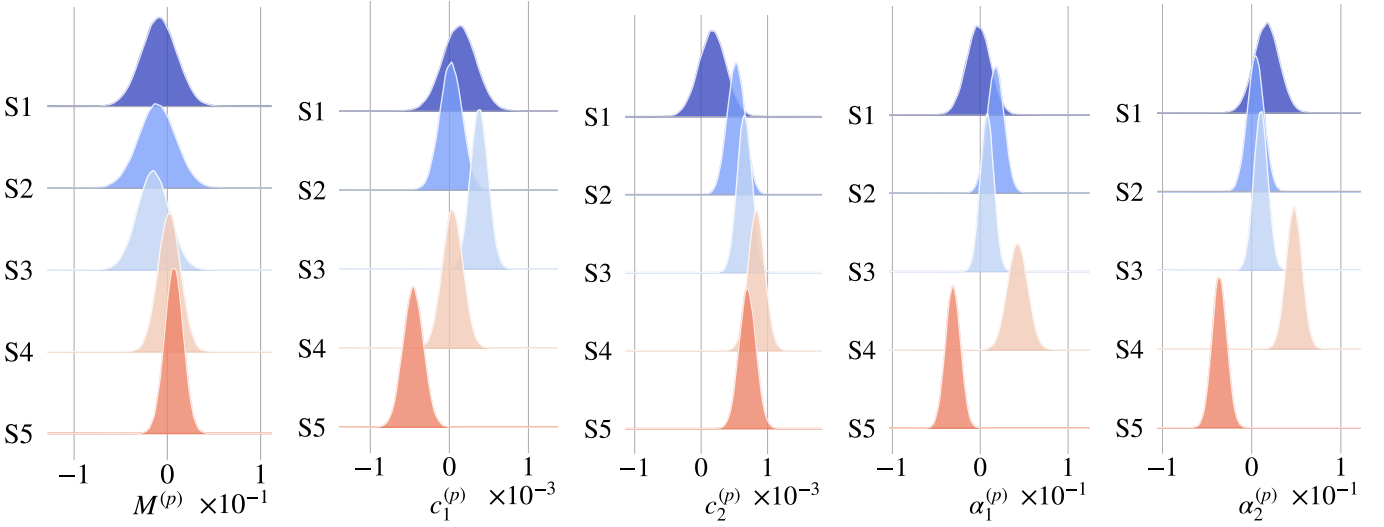 S1
S2
S3
S4
S5
−1 0 1
M^(p) ×10^−1
S1
S2
S3
S4
S5
−1 0 1
c_1^(p) ×10^−3
S1
S2
S3
S4
S5
−1 0 1
c_2^(p) ×10^−3
S1
S2
S3
S4
S5
−1 0 1
α_1^(p) ×10^−1
S1
S2
S3
S4
S5
−1 0 1
α_2^(p) ×10^−1